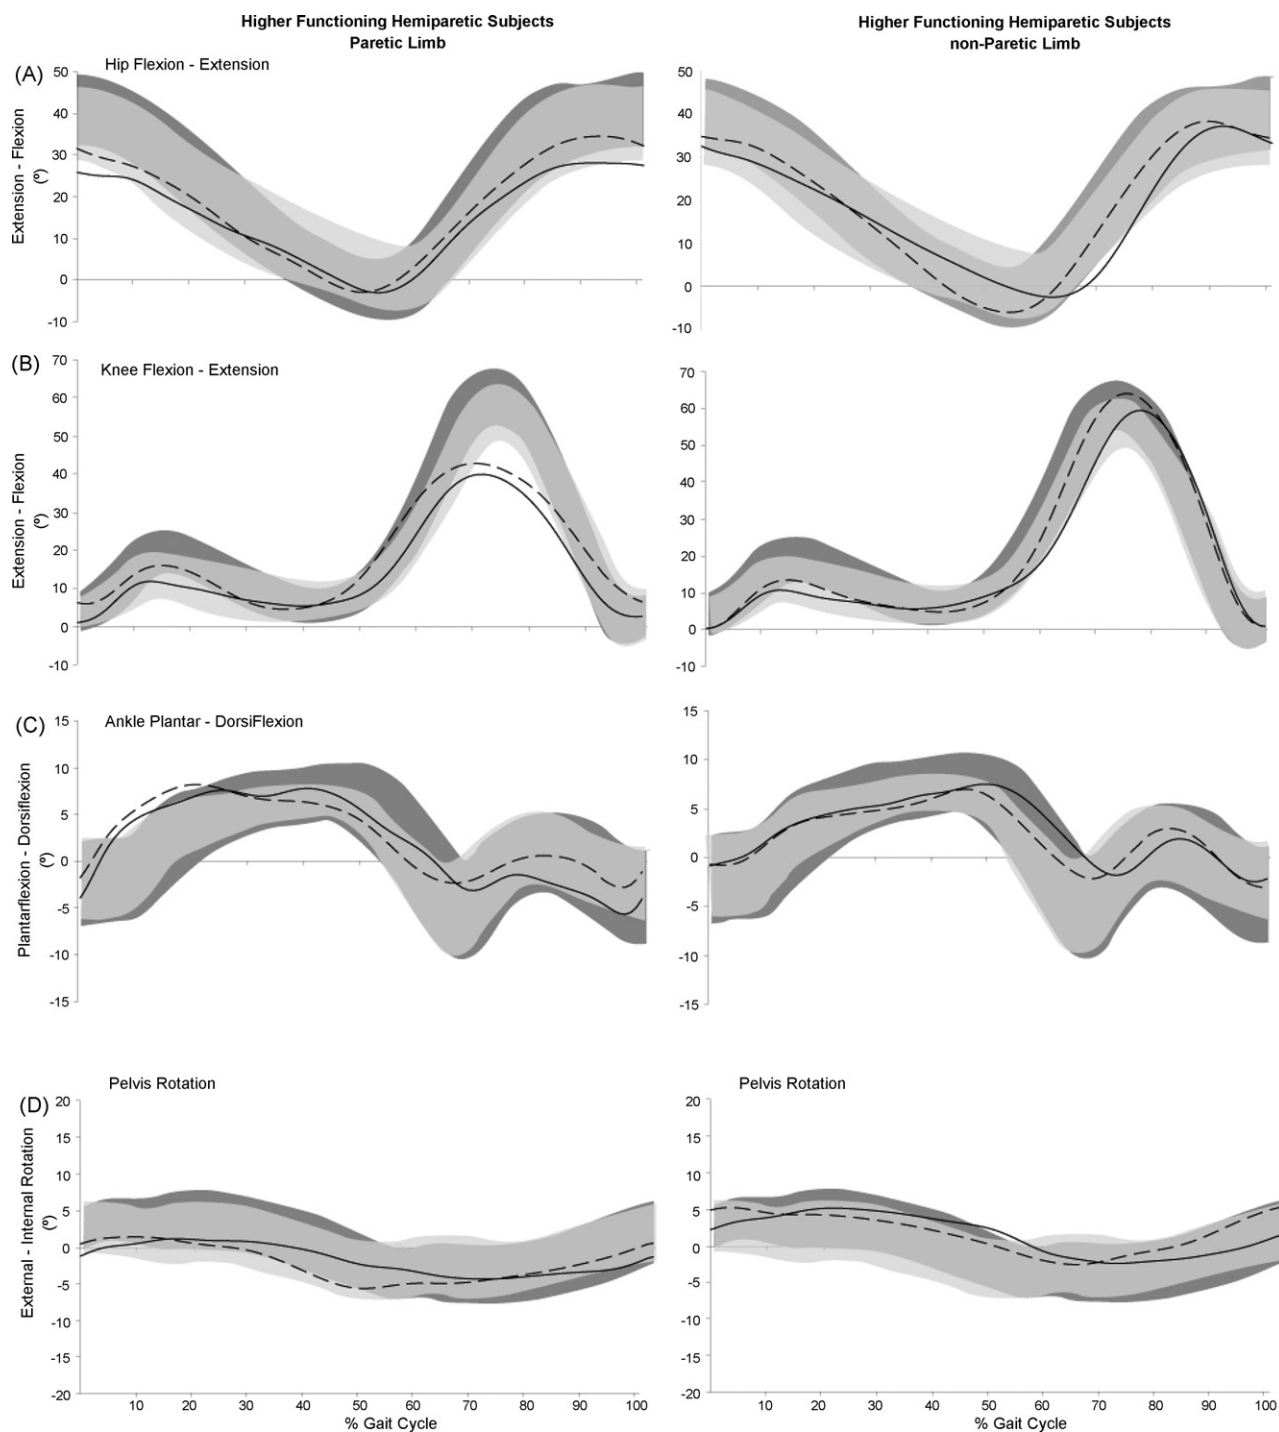 Higher Functioning Hemiparetic Subjects
Paretic Limb
Higher Functioning Hemiparetic Subjects
non-Paretic Limb
(A)
Hip Flexion - Extension
Extension - Flexion
(º)
50
40
30
20
10
0
-10
50
40
30
20
10
0
-10
(B)
Knee Flexion - Extension
Extension - Flexion
(º)
70
60
50
40
30
20
10
0
-10
70
60
50
40
30
20
10
0
-10
(C)
Ankle Plantar - DorsiFlexion
Plantarflexion - Dorsiflexion
(º)
15
10
5
0
-5
-10
-15
15
10
5
0
-5
-10
-15
(D)
Pelvis Rotation
External - Internal Rotation
(º)
20
15
10
5
0
-5
-10
-15
-20
10 20 30 40 50 60 70 80 90 100
% Gait Cycle
Pelvis Rotation
20
15
10
5
0
-5
-10
-15
-20
10 20 30 40 50 60 70 80 90 100
% Gait Cycle